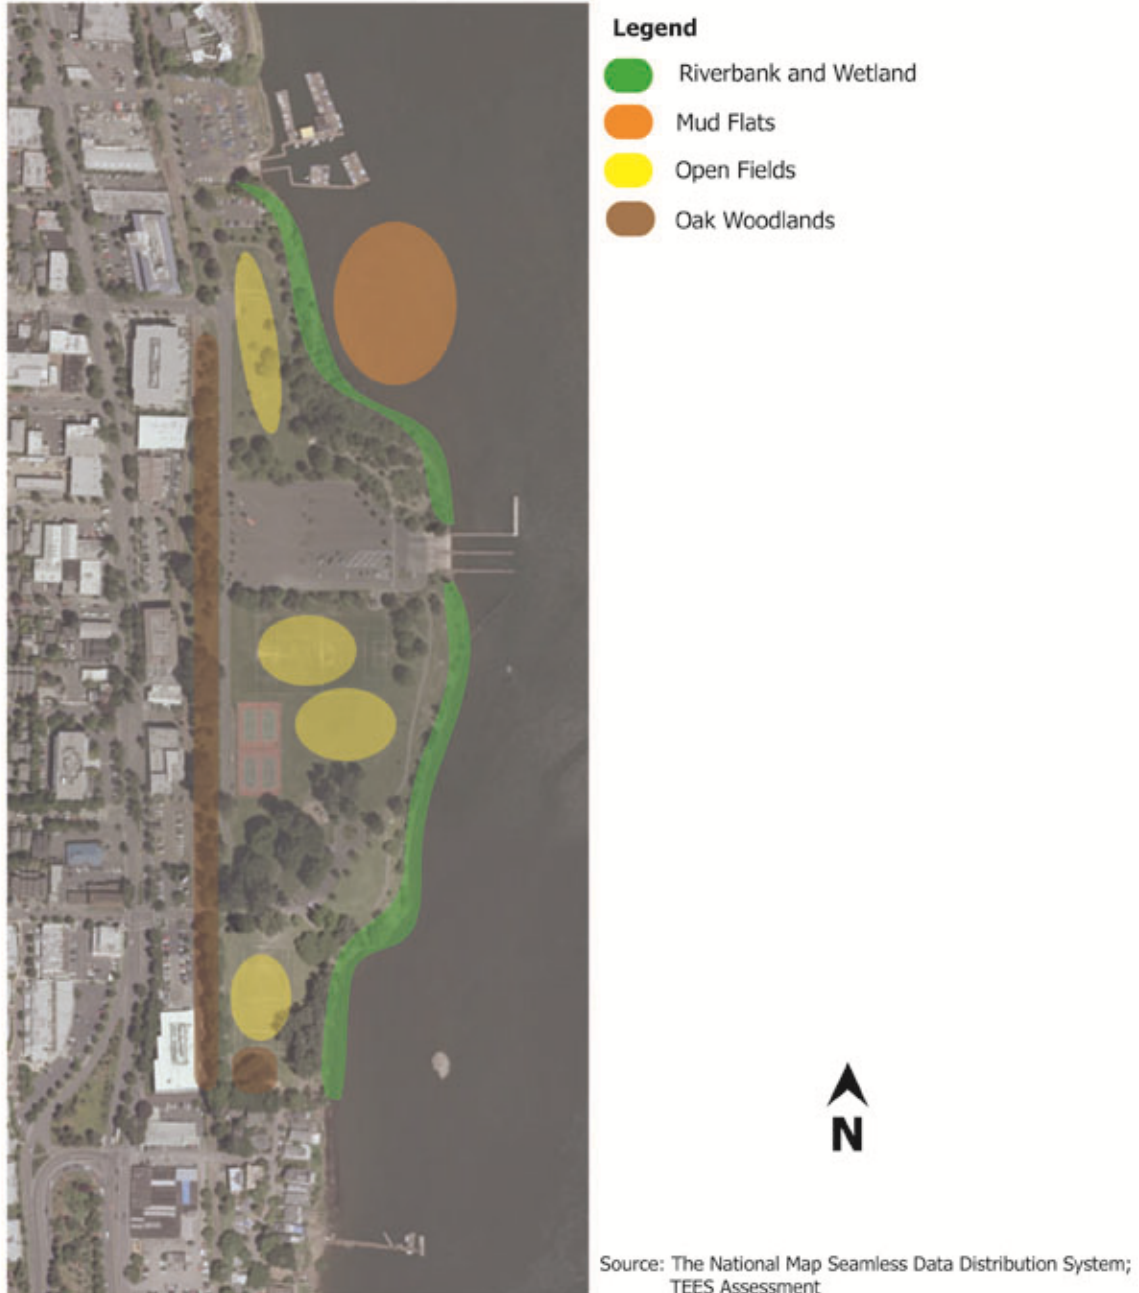 Legend
Riverbank and Wetland
Mud Flats
Open Fields
Oak Woodlands
N
Source: The National Map Seamless Data Distribution System;
TEES Assessment